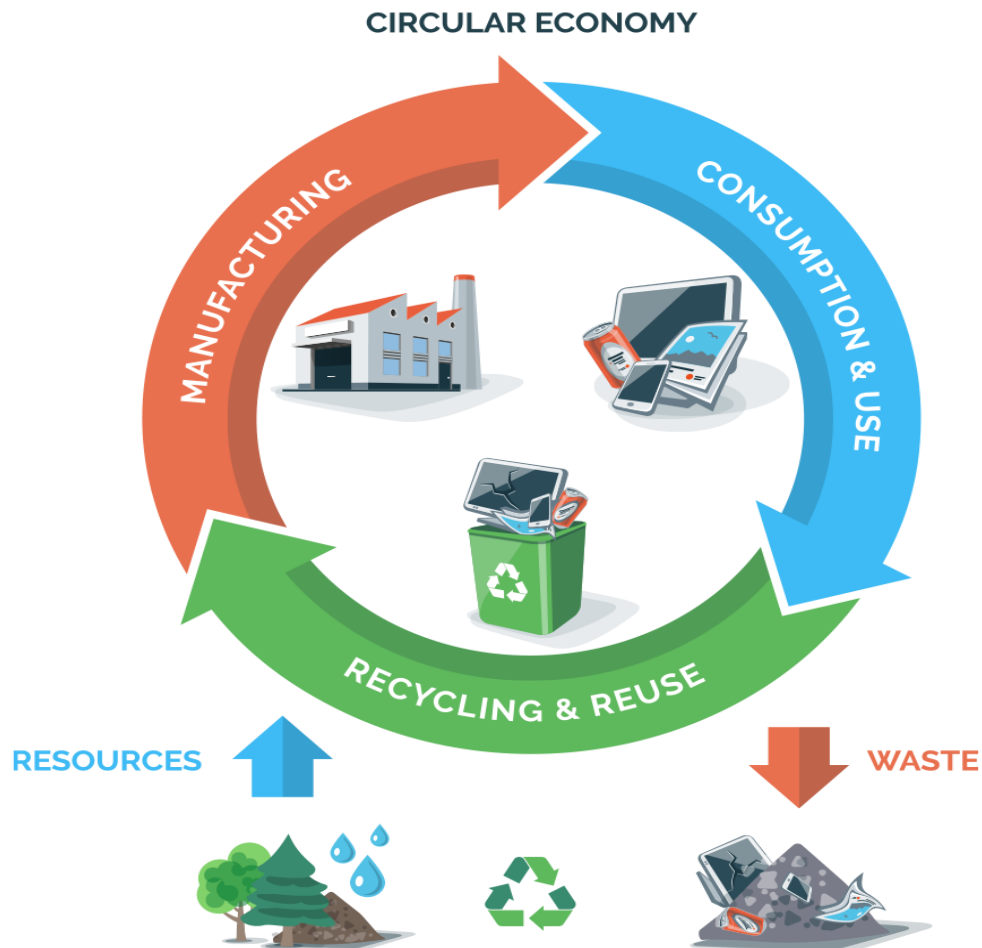 CIRCULAR ECONOMY
MANUFACTURING
CONSUMPTION & USE
RECYCLING & REUSE
RESOURCES
WASTE